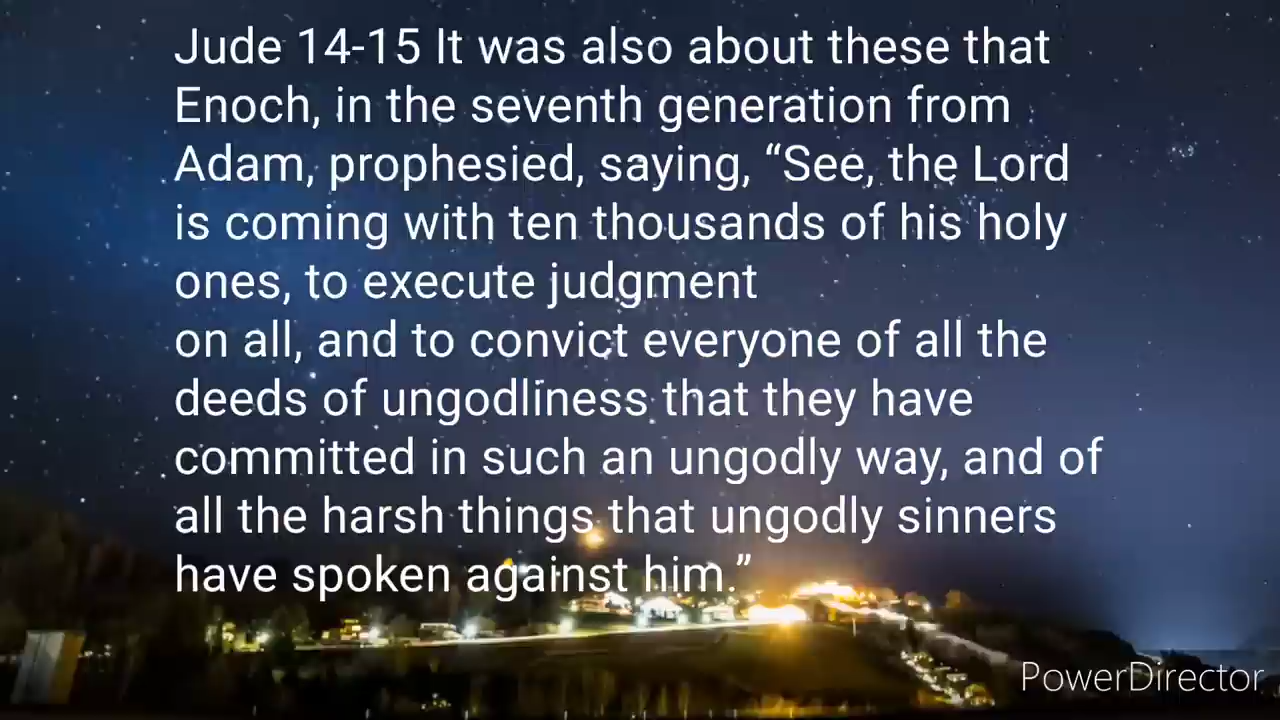 Jude 14-15 It was also about these that
Enoch, in the seventh generation from
Adam, prophesied, saying, “See, the Lord
is coming with ten thousands of his holy
ones, to execute judgment
on all, and to convict everyone of all the
deeds of ungodliness that they have
committed in such an ungodly way, and of
all the harsh things that ungodly sinners
have spoken against him.”
PowerDirector